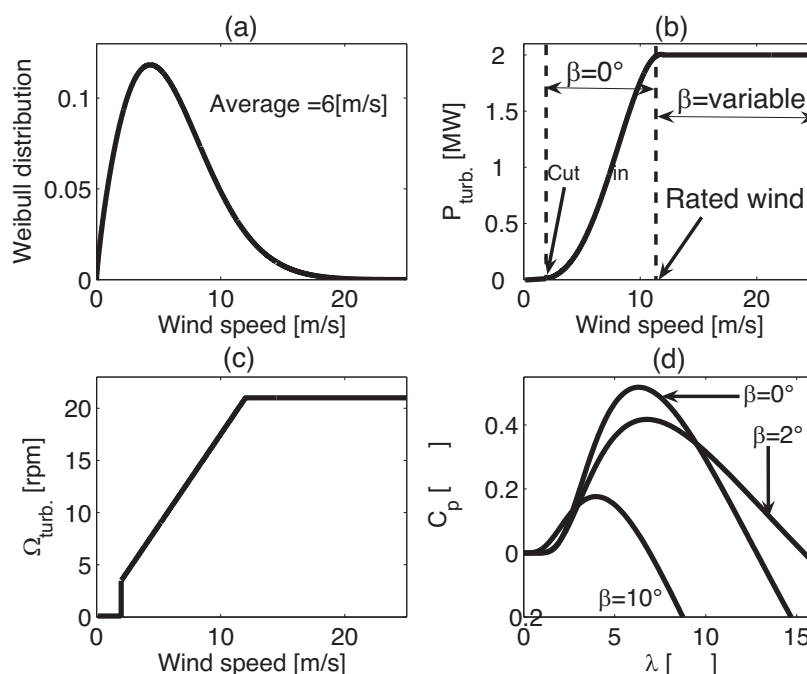 (a)
0.1
0.05
0
0 10 20
Weibull distribution
Average =6[m/s]
Wind speed [m/s]
(b)
2
1.5
1
0.5
0
0 10 20
P_turb. [MW]
β=0°
β=variable
Cut in
Rated wind
Wind speed [m/s]
(c)
20
15
10
5
0
0 10 20
Ω_turb. [rpm]
Wind speed [m/s]
(d)
0.4
0.2
0
0.2
0 5 10 15
C_p [ ]
β=0°
β=2°
β=10°
λ [ ]